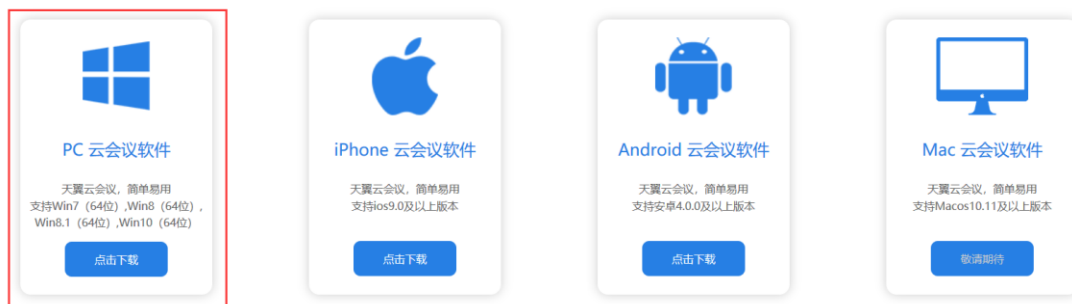 PC 云会议软件
天翼云会议，简单易用
支持Win7（64位）,Win8（64位）,
Win8.1（64位）,Win10（64位）
点击下载
iPhone 云会议软件
天翼云会议，简单易用
支持ios9.0及以上版本
点击下载
Android 云会议软件
天翼云会议，简单易用
支持安卓4.0.0及以上版本
点击下载
Mac 云会议软件
天翼云会议，简单易用
支持Macos10.11及以上版本
敬请期待